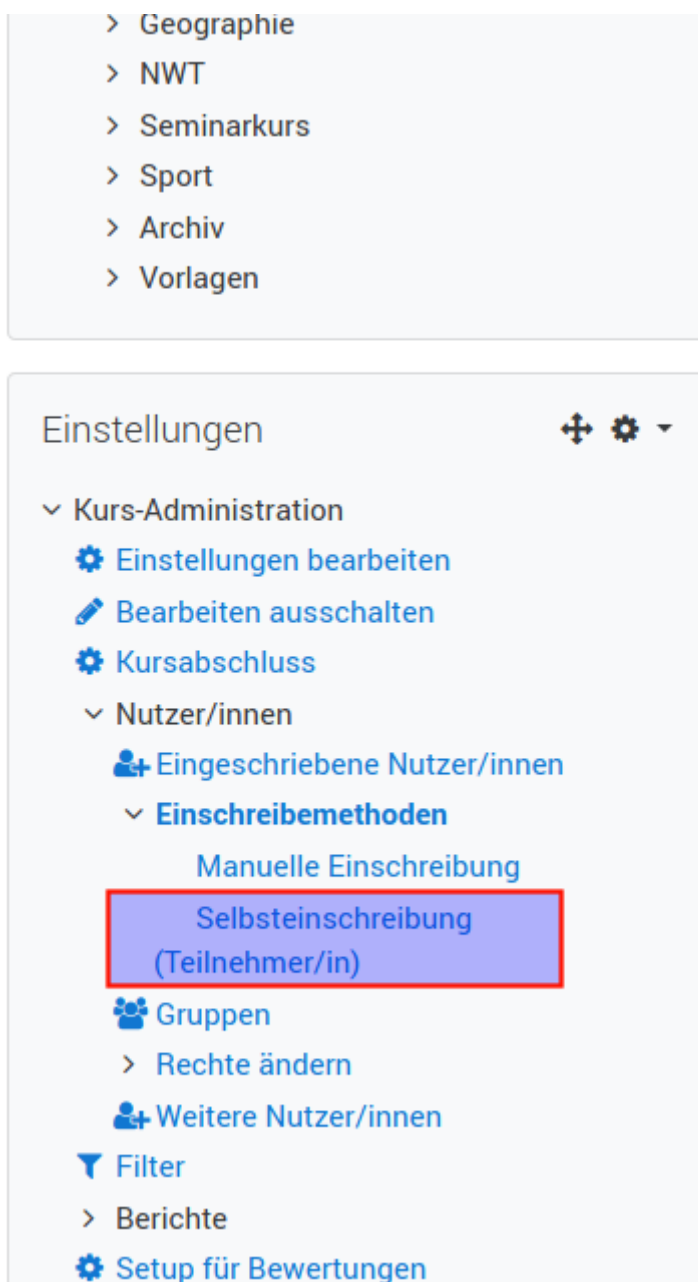 Geographie
NWT
Seminarkurs
Sport
Archiv
Vorlagen
Einstellungen
Kurs-Administration
Einstellungen bearbeiten
Bearbeiten ausschalten
Kursabschluss
Nutzer/innen
Eingeschriebene Nutzer/innen
Einschreibemethoden
Manuelle Einschreibung
Selbsteinschreibung
(Teilnehmer/in)
Gruppen
Rechte ändern
Weitere Nutzer/innen
Filter
Berichte
Setup für Bewertungen